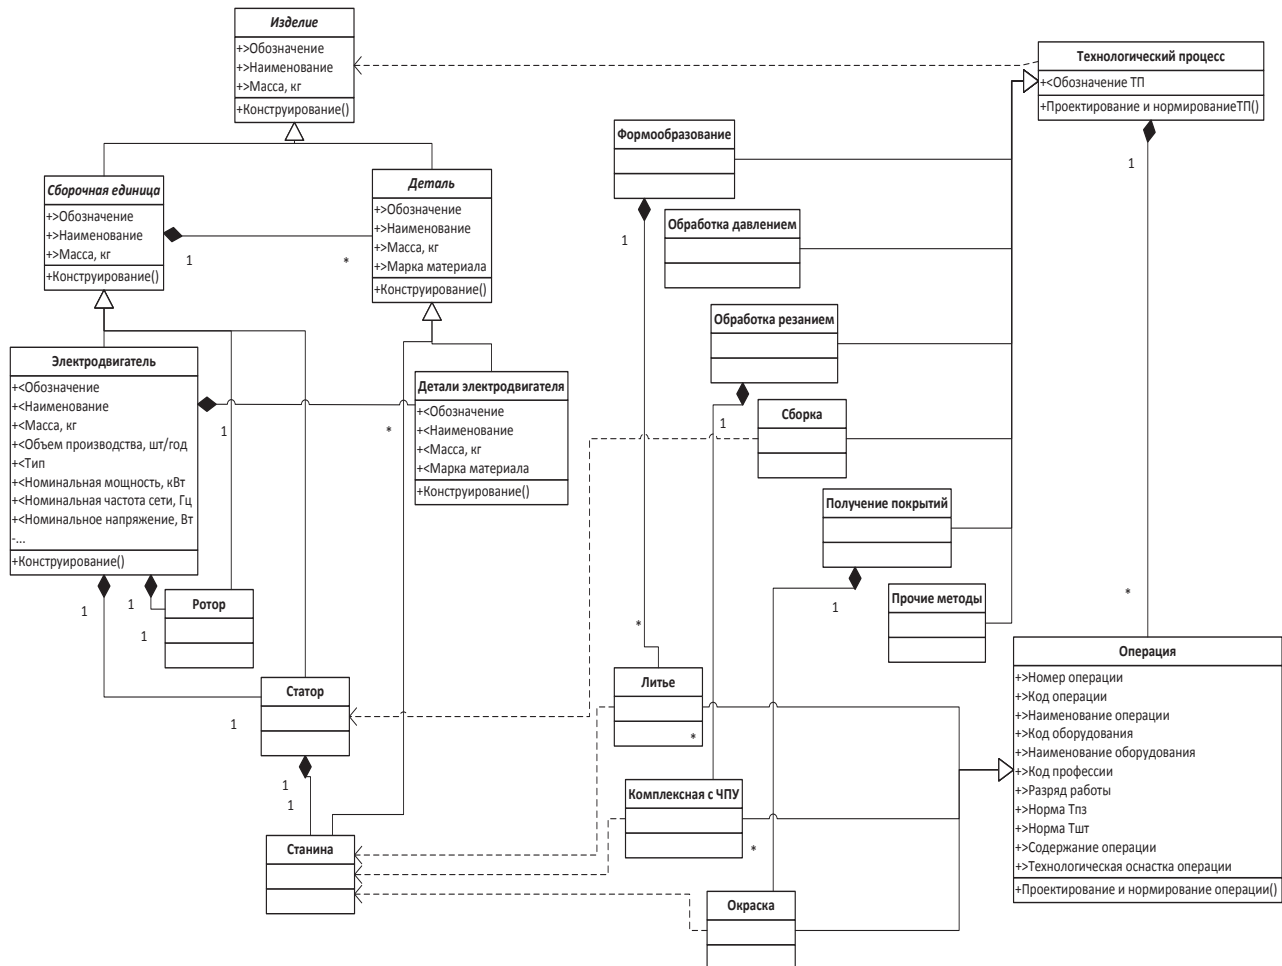 Изделие
+>Обозначение
+>Наименование
+>Масса, кг
+Конструирование()
Технологический процесс
+<Обозначение ТП
+Проектирование и нормированиеТП()
1
Формообразование
1
Сборочная единица
+>Обозначение
+>Наименование
+>Масса, кг
+Конструирование()
1
*
Деталь
+>Обозначение
+>Наименование
+>Масса, кг
+>Марка материала
+Конструирование()
Обработка давлением
Обработка резанием
1
Электродвигатель
+<Обозначение
+<Наименование
+<Масса, кг
+<Объем производства, шт/год
+<Тип
+<Номинальная мощность, кВт
+<Номинальная частота сети, Гц
+<Номинальное напряжение, Вт
-...
+Конструирование()
1
*
Детали электродвигателя
+<Обозначение
+<Наименование
+<Масса, кг
+<Марка материала
+Конструирование()
Сборка
Получение покрытий
1
Прочие методы
*
1
1
1
Ротор
*
Статор
1
1
1
Литье
*
Операция
+>Номер операции
+>Код операции
+>Наименование операции
+>Код оборудования
+>Наименование оборудования
+>Код профессии
+>Разряд работы
+>Норма Тпз
+>Норма Тшт
+>Содержание операции
+>Технологическая оснастка операции
+Проектирование и нормирование операции()
Комплексная с ЧПУ
*
Станина
Окраска